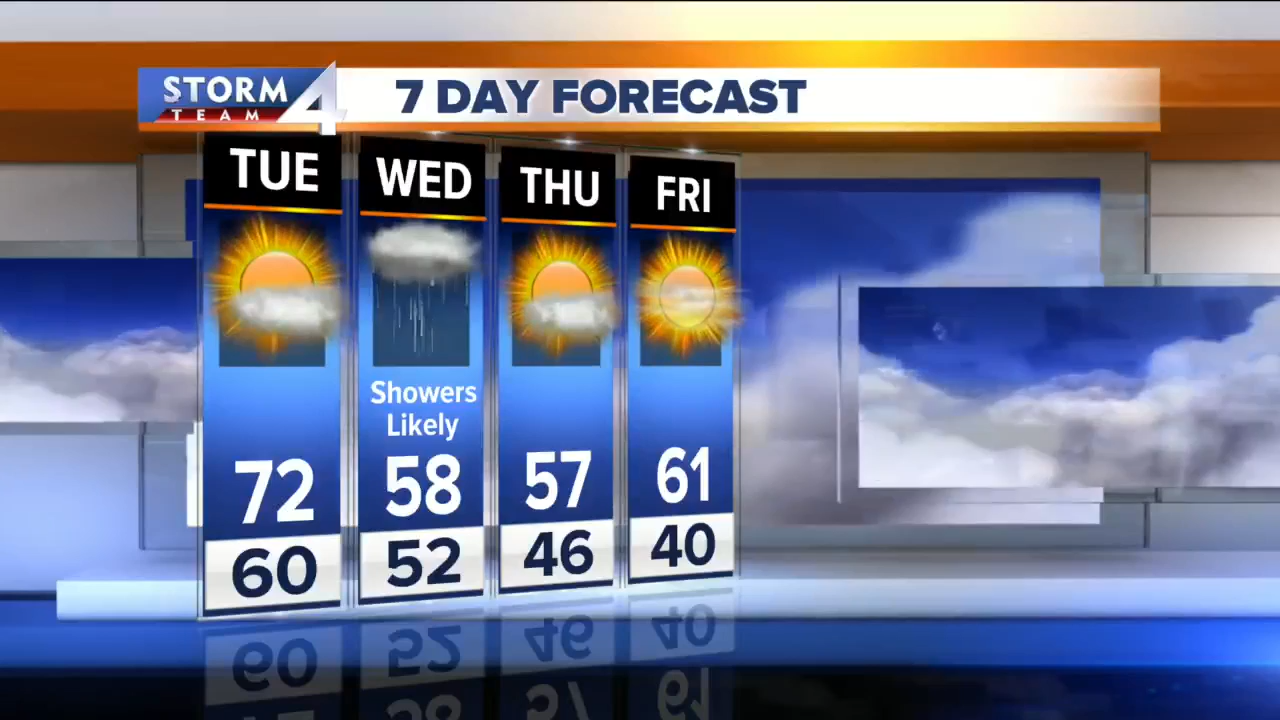 STORM
TEAM
4
7 DAY FORECAST
TUE
WED
THU
FRI
Showers
Likely
72
58
57
61
60
52
46
40